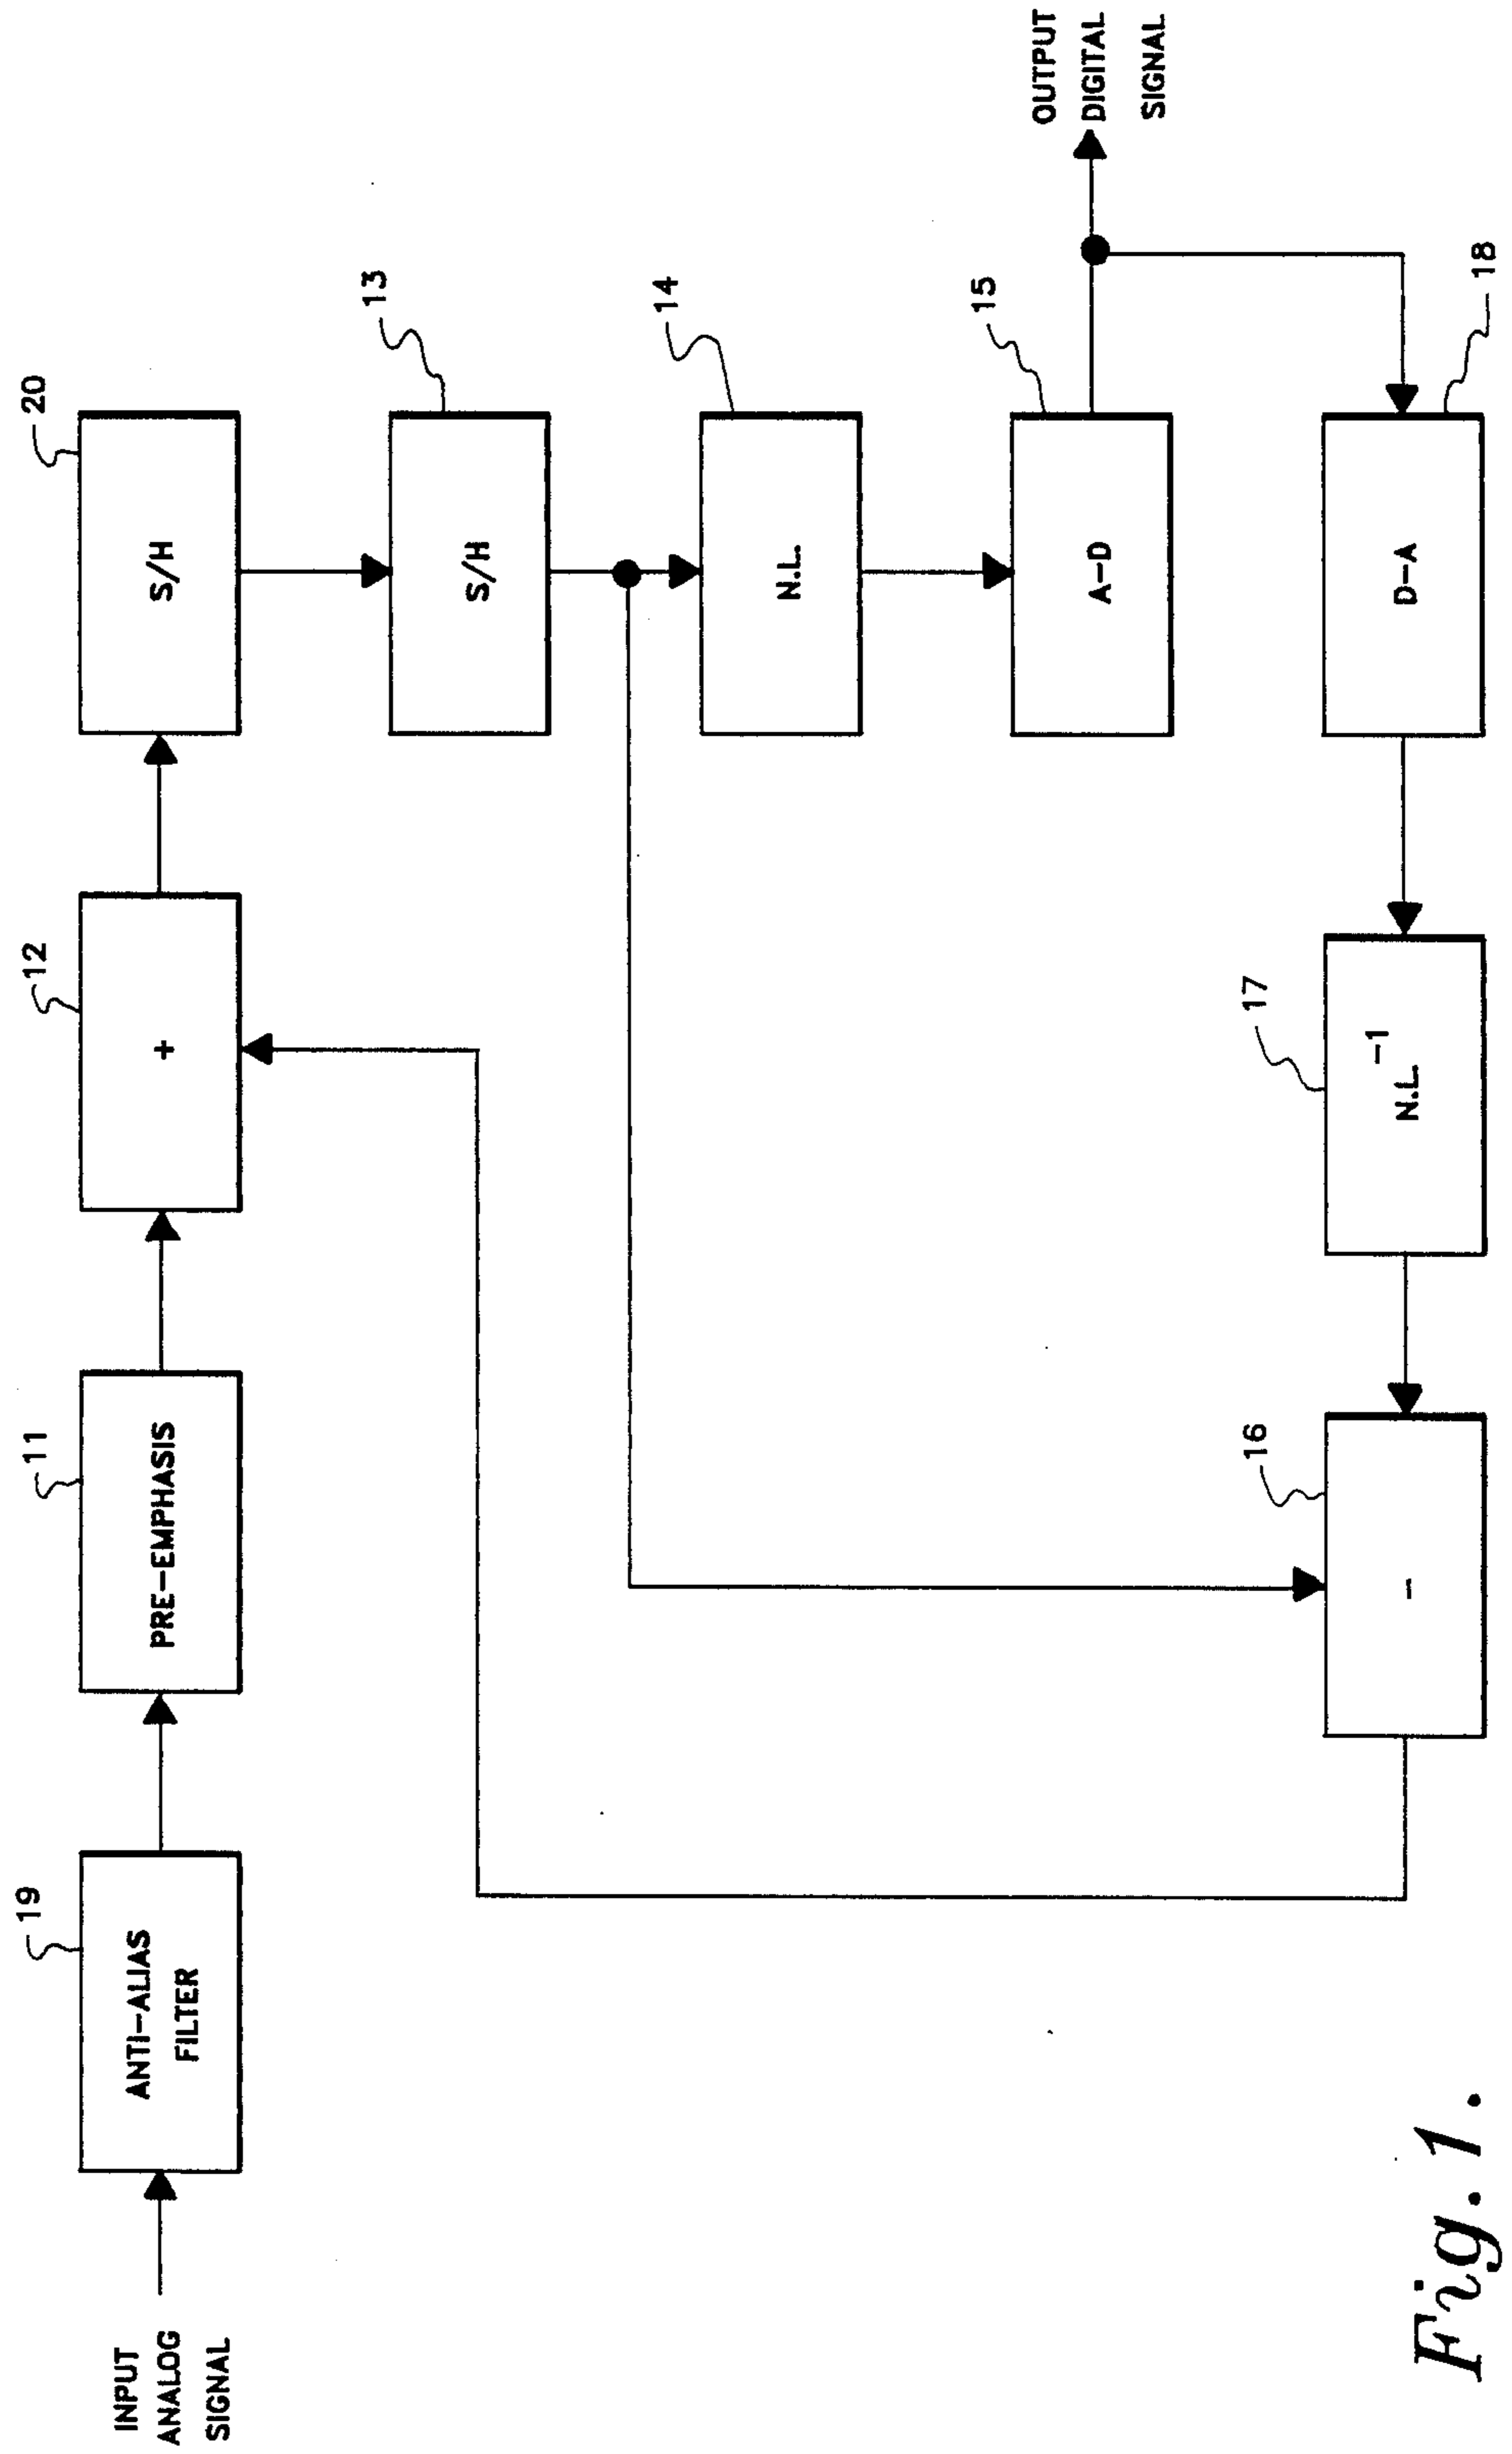 INPUT
ANALOG
SIGNAL
19
ANTI-ALIAS
FILTER
11
PRE-EMPHASIS
12
+
20
S/H
13
S/H
14
N.L.
15
A-D
OUTPUT
DIGITAL
SIGNAL
16
-
17
N.L.-1
D-A
18
Fig. 1.